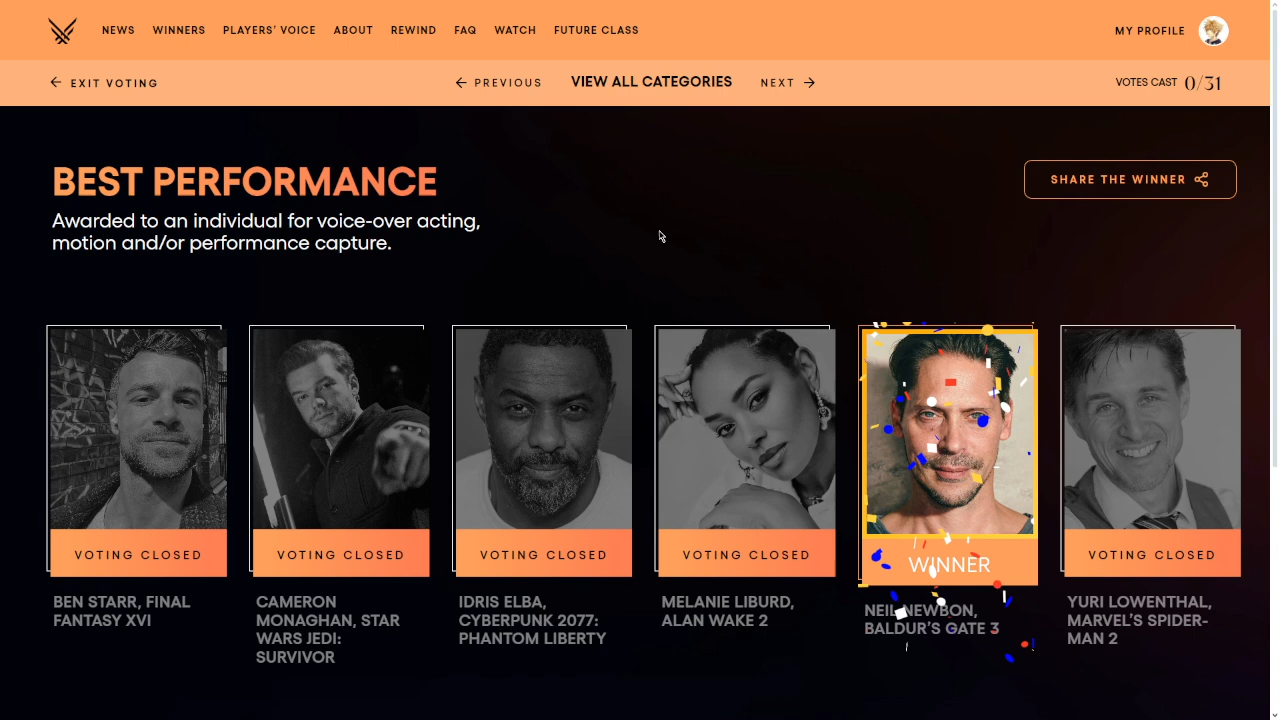 NEWS WINNERS PLAYERS' VOICE ABOUT REWIND FAQ WATCH FUTURE CLASS MY PROFILE
EXIT VOTING PREVIOUS VIEW ALL CATEGORIES NEXT VOTES CAST 0/31
BEST PERFORMANCE
SHARE THE WINNER
Awarded to an individual for voice-over acting,
motion and/or performance capture.
VOTING CLOSED
BEN STARR, FINAL
FANTASY XVI
VOTING CLOSED
CAMERON
MONAGHAN, STAR
WARS JEDI:
SURVIVOR
VOTING CLOSED
IDRIS ELBA,
CYBERPUNK 2077:
PHANTOM LIBERTY
VOTING CLOSED
MELANIE LIBURD,
ALAN WAKE 2
WINNER
NEIL NEWBON,
BALDUR'S GATE 3
VOTING CLOSED
YURI LOWENTHAL,
MARVEL'S SPIDER-
MAN 2